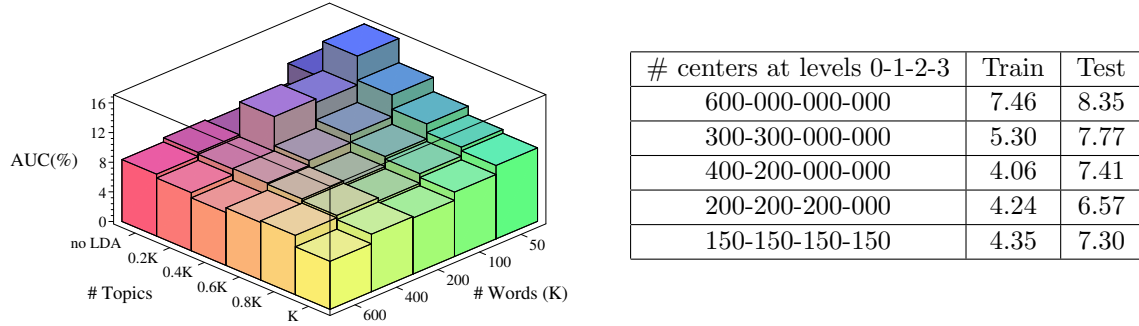 16
12
8
4
0
AUC(%)
no LDA
0.2K
0.4K
0.6K
0.8K
K
# Topics
50
100
200
400
600
# Words (K)
# centers at levels 0-1-2-3 Train Test
600-000-000-000 7.46 8.35
300-300-000-000 5.30 7.77
400-200-000-000 4.06 7.41
200-200-200-000 4.24 6.57
150-150-150-150 4.35 7.30